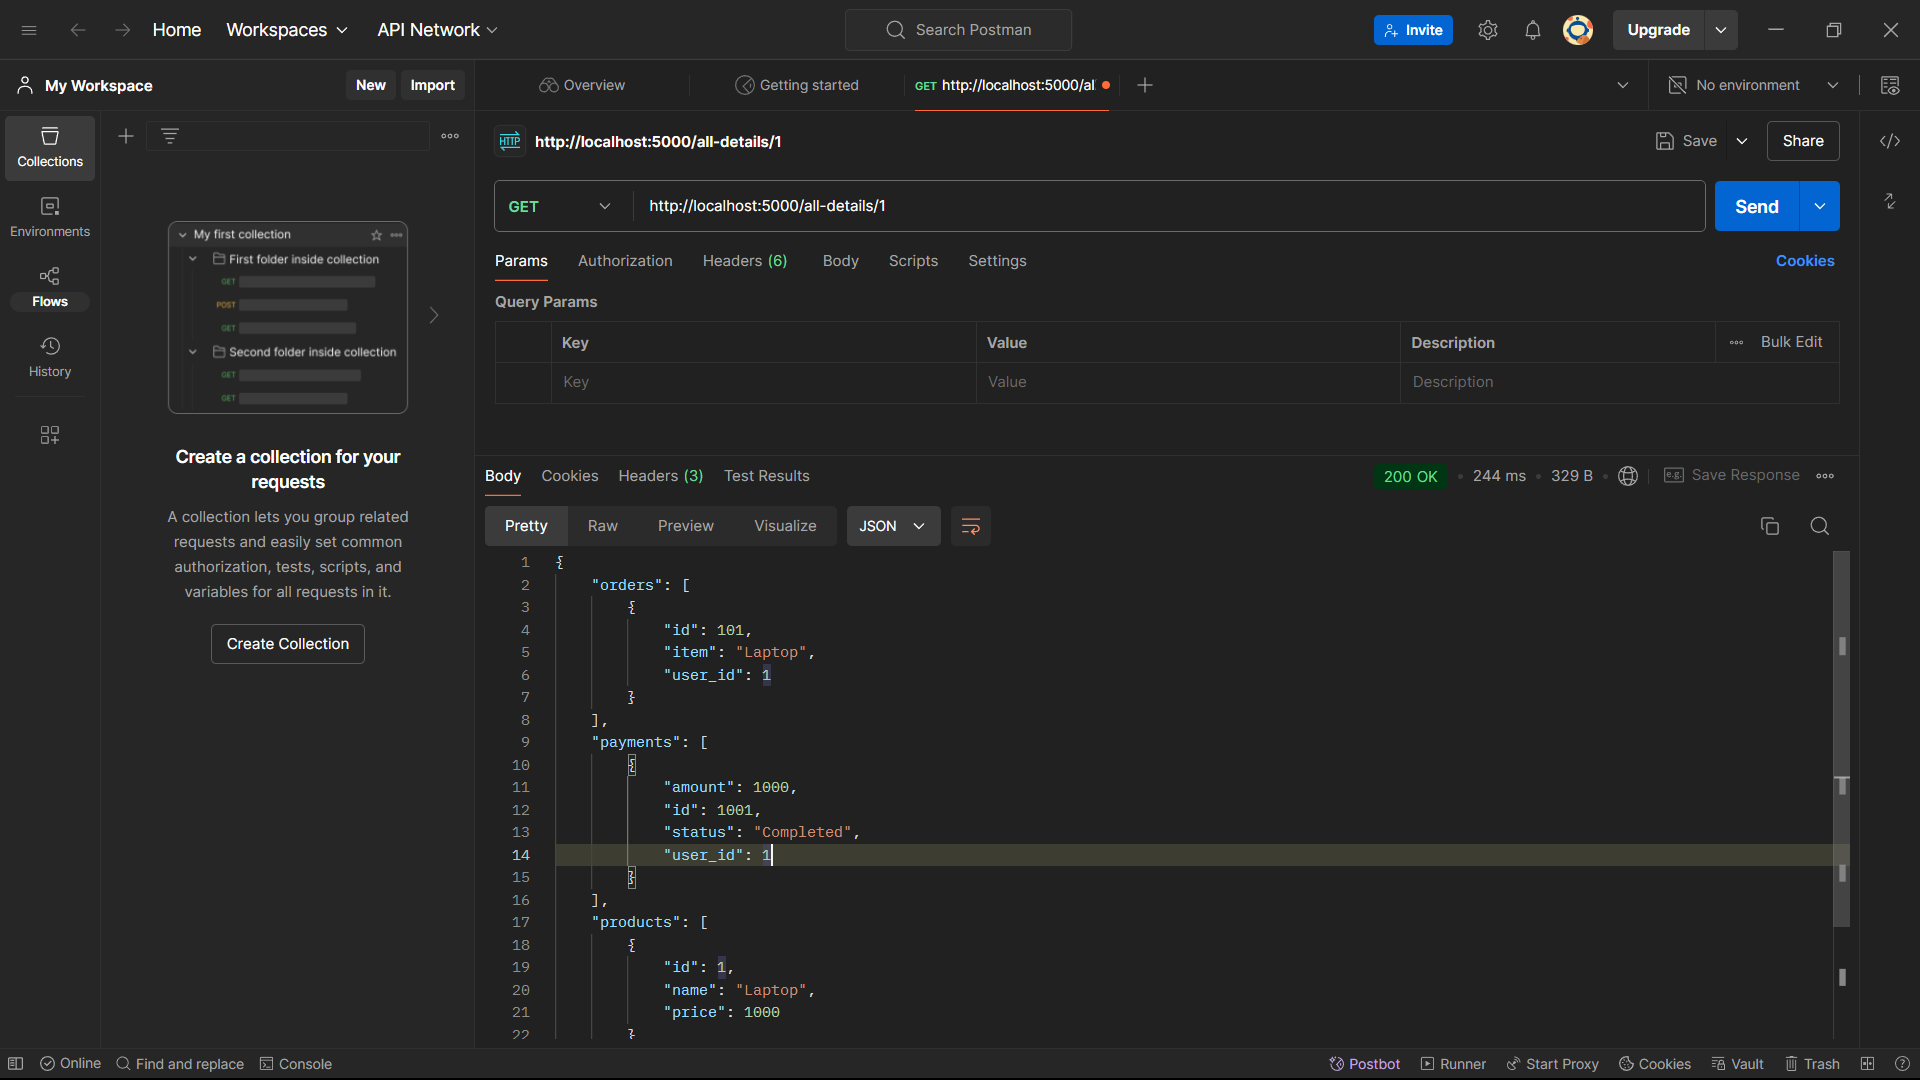 Home
Workspaces
API Network
Search Postman
Invite
Upgrade
My Workspace
New
Import
Overview
Getting started
GET http://localhost:5000/al
No environment
Collections
Environments
Flows
History
My first collection
First folder inside collection
GET
POST
GET
Second folder inside collection
GET
GET
Create a collection for your
requests
A collection lets you group related
requests and easily set common
authorization, tests, scripts, and
variables for all requests in it.
Create Collection
HTTP http://localhost:5000/all-details/1
Save
Share
GET
http://localhost:5000/all-details/1
Send
Params
Authorization
Headers (6)
Body
Scripts
Settings
Cookies
Query Params
Key
Value
Description
Bulk Edit
Key
Value
Description
Body
Cookies
Headers (3)
Test Results
200 OK
244 ms
329 B
e.g. Save Response
Pretty
Raw
Preview
Visualize
JSON
1 {
2 "orders": [
3 {
4 "id": 101,
5 "item": "Laptop",
6 "user_id": 1
7 }
8 ],
9 "payments": [
10 {
11 "amount": 1000,
12 "id": 1001,
13 "status": "Completed",
14 "user_id": 1
15 }
16 ],
17 "products": [
18 {
19 "id": 1,
20 "name": "Laptop",
21 "price": 1000
22 }
Online
Find and replace
Console
Postbot
Runner
Start Proxy
Cookies
Vault
Trash